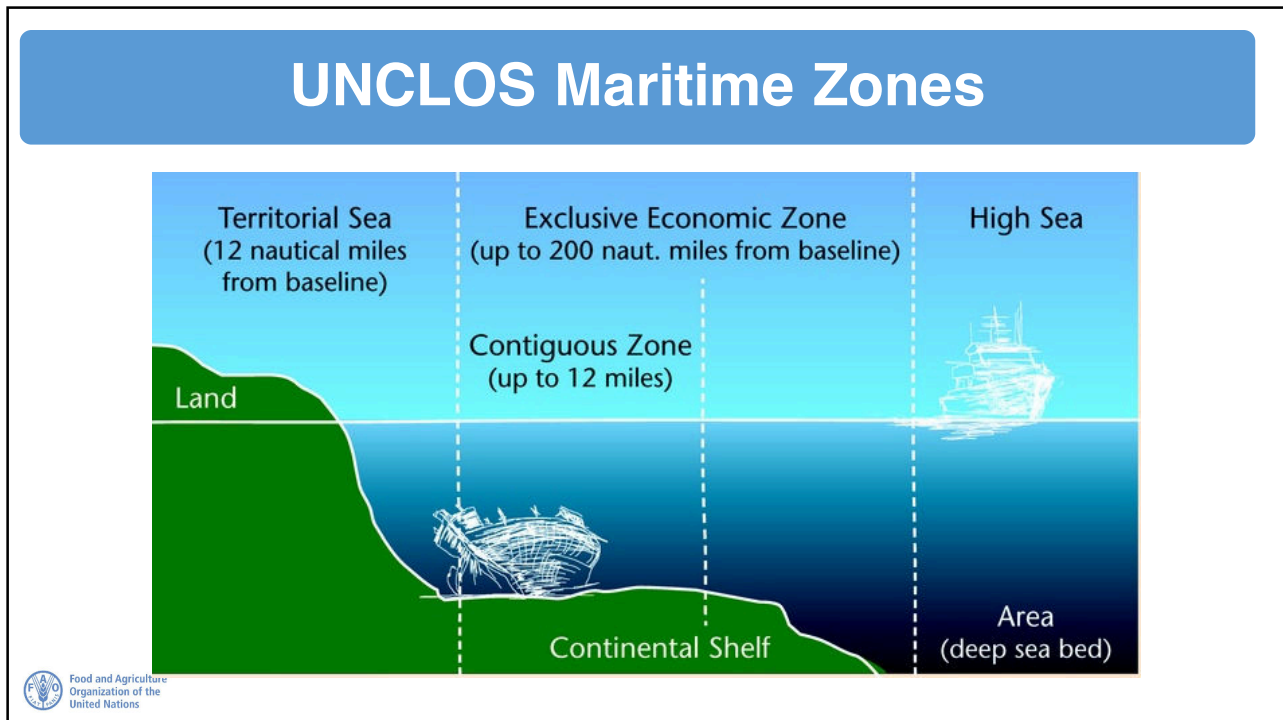 UNCLOS Maritime Zones
Territorial Sea
(12 nautical miles
from baseline)
Exclusive Economic Zone
(up to 200 naut. miles from baseline)
High Sea
Contiguous Zone
(up to 12 miles)
Land
Continental Shelf
Area
(deep sea bed)
F A O
FIAT PANIS
Food and Agriculture
Organization of the
United Nations